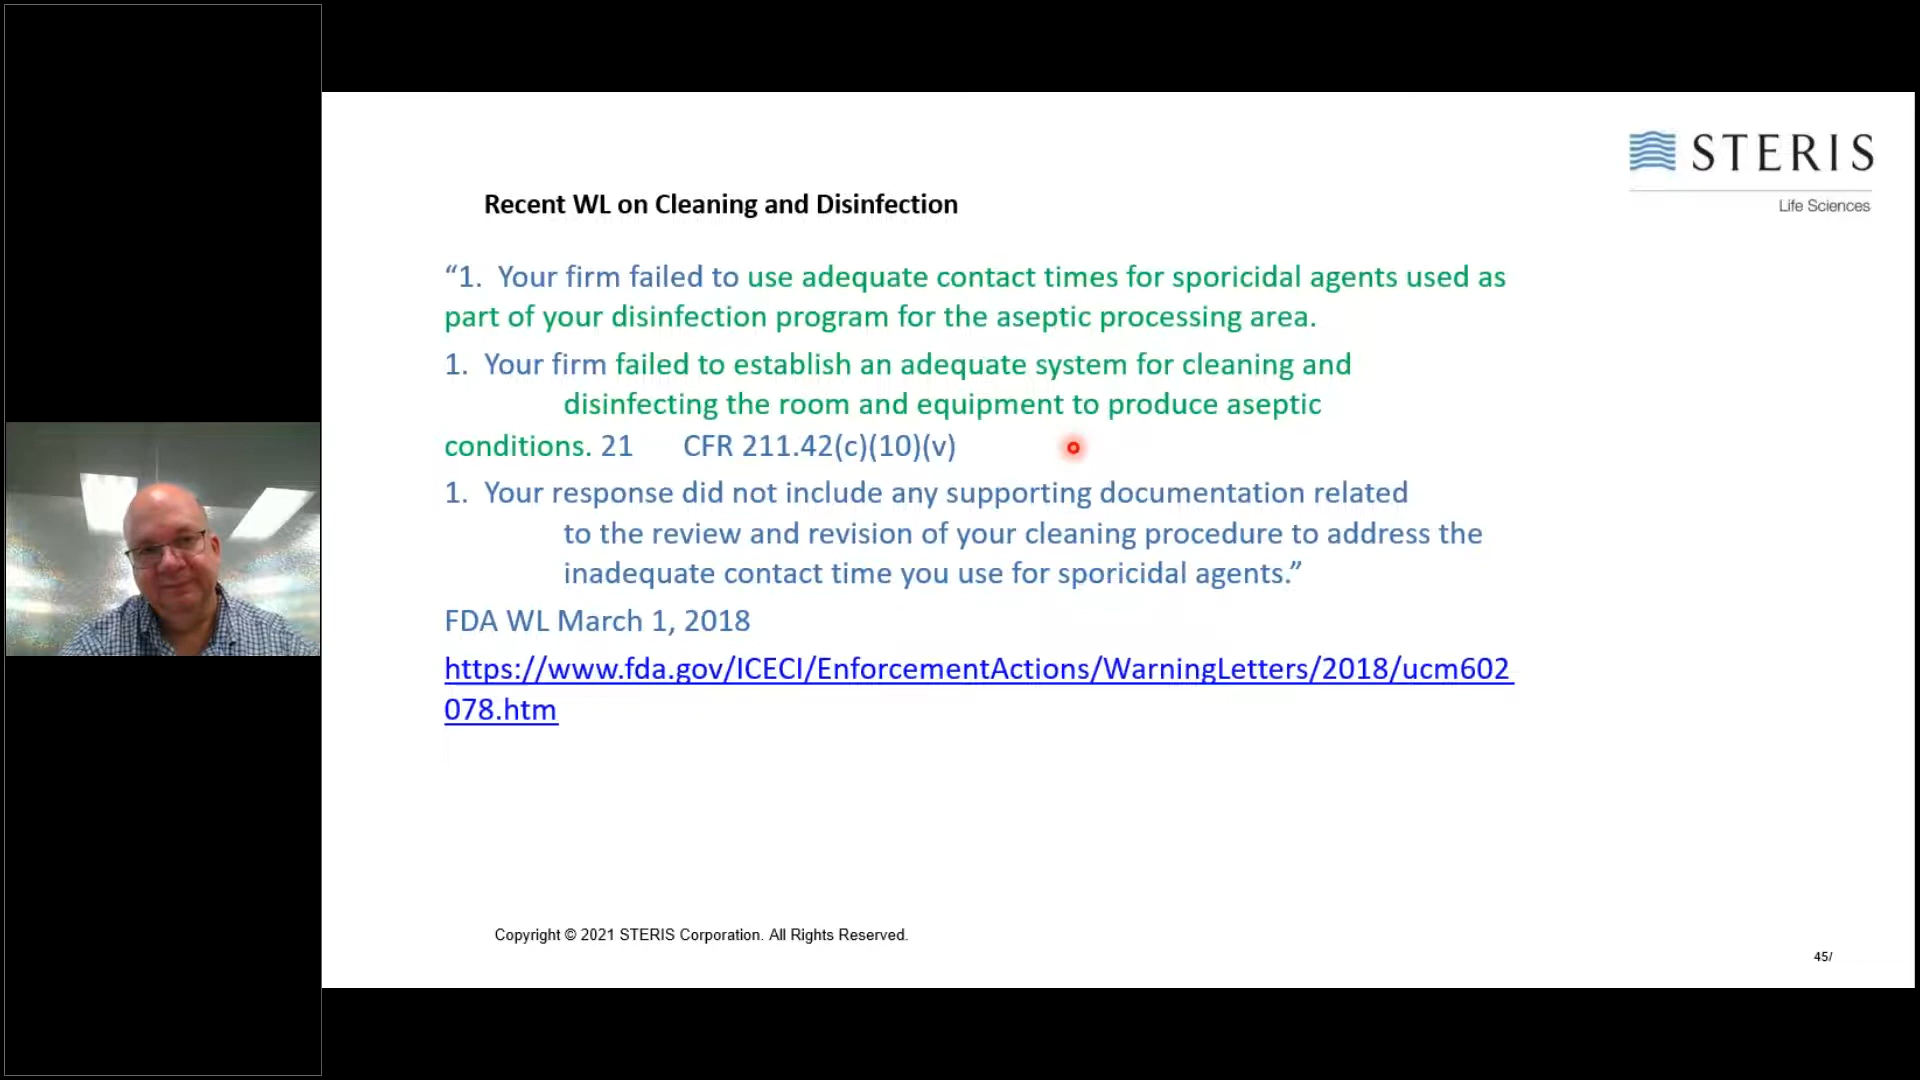 STERIS
Life Sciences
Recent WL on Cleaning and Disinfection
“1. Your firm failed to use adequate contact times for sporicidal agents used as
part of your disinfection program for the aseptic processing area.
1. Your firm failed to establish an adequate system for cleaning and
disinfecting the room and equipment to produce aseptic
conditions. 21 CFR 211.42(c)(10)(v)
1. Your response did not include any supporting documentation related
to the review and revision of your cleaning procedure to address the
inadequate contact time you use for sporicidal agents.”
FDA WL March 1, 2018
https://www.fda.gov/ICECI/EnforcementActions/WarningLetters/2018/ucm602
078.htm
Copyright © 2021 STERIS Corporation. All Rights Reserved.
45/